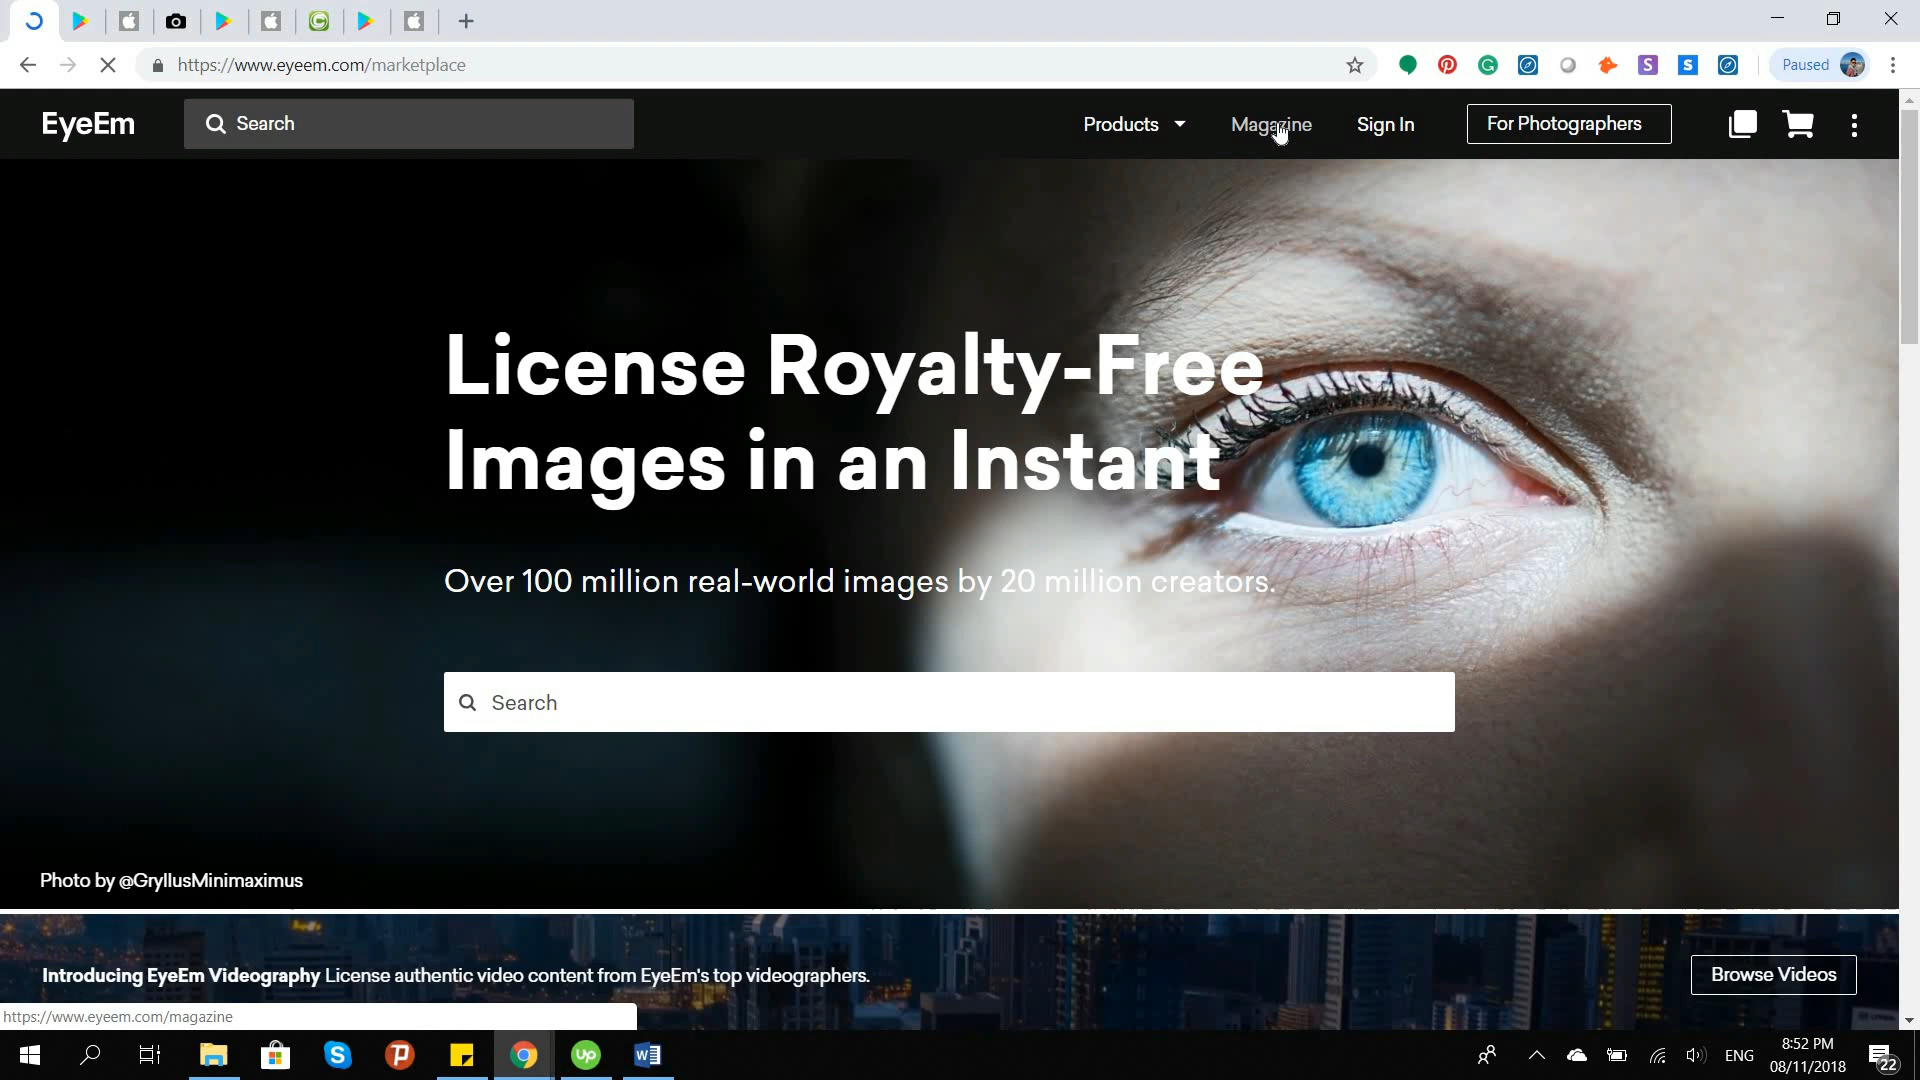 https://www.eyeem.com/marketplace
Paused
EyeEm
Search
Products
Magazine
Sign In
For Photographers
License Royalty-Free
Images in an Instant
Over 100 million real-world images by 20 million creators.
Search
Photo by @GryllusMinimaximus
Introducing EyeEm Videography License authentic video content from EyeEm's top videographers.
Browse Videos
https://www.eyeem.com/magazine
ENG
8:52 PM
08/11/2018
22